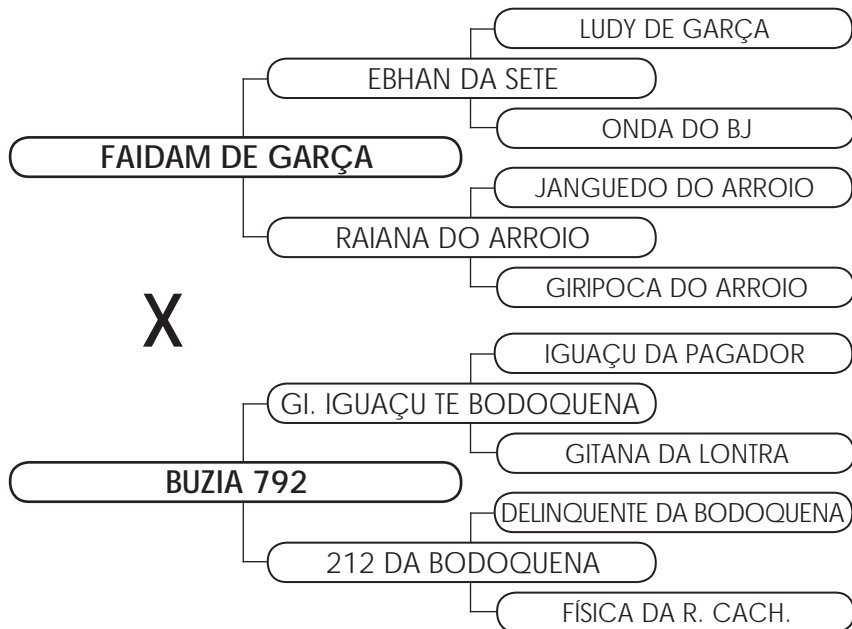 LUDY DE GARÇA
EBHAN DA SETE
ONDA DO BJ
FAIDAM DE GARÇA
JANGUEDO DO ARROIO
RAIANA DO ARROIO
GIRIPOCA DO ARROIO
X
IGUAÇU DA PAGADOR
GI. IGUAÇU TE BODOQUENA
GITANA DA LONTRA
BUZIA 792
DELINQUENTE DA BODOQUENA
212 DA BODOQUENA
FÍSICA DA R. CACH.